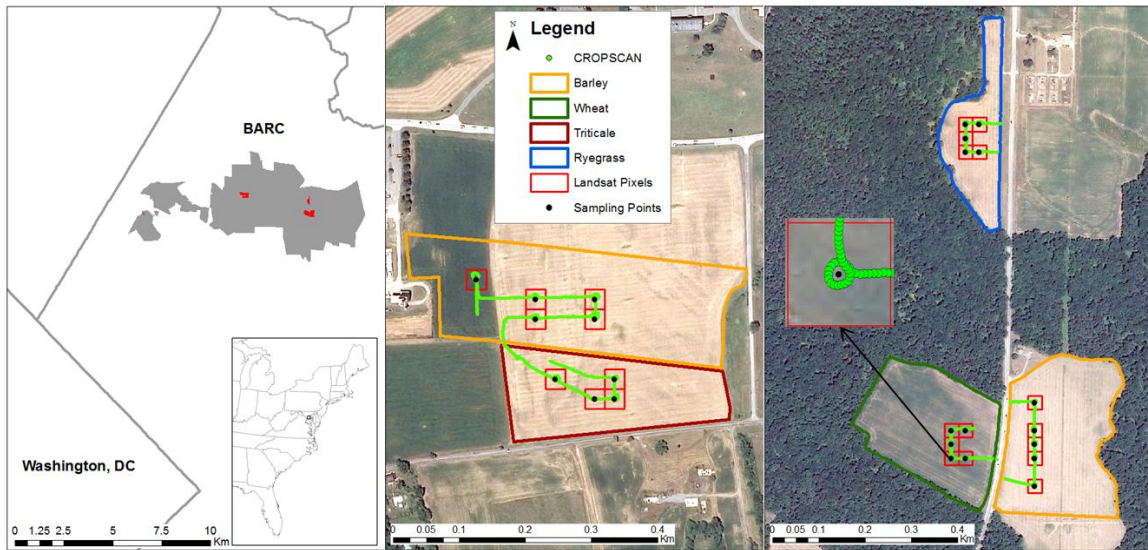 BARC
Washington, DC
0 1.25 2.5 5 7.5 10
Km
N
Legend
CROPSCAN
Barley
Wheat
Triticale
Ryegrass
Landsat Pixels
Sampling Points
0 0.05 0.1 0.2 0.3 0.4
Km
0 0.05 0.1 0.2 0.3 0.4
Km